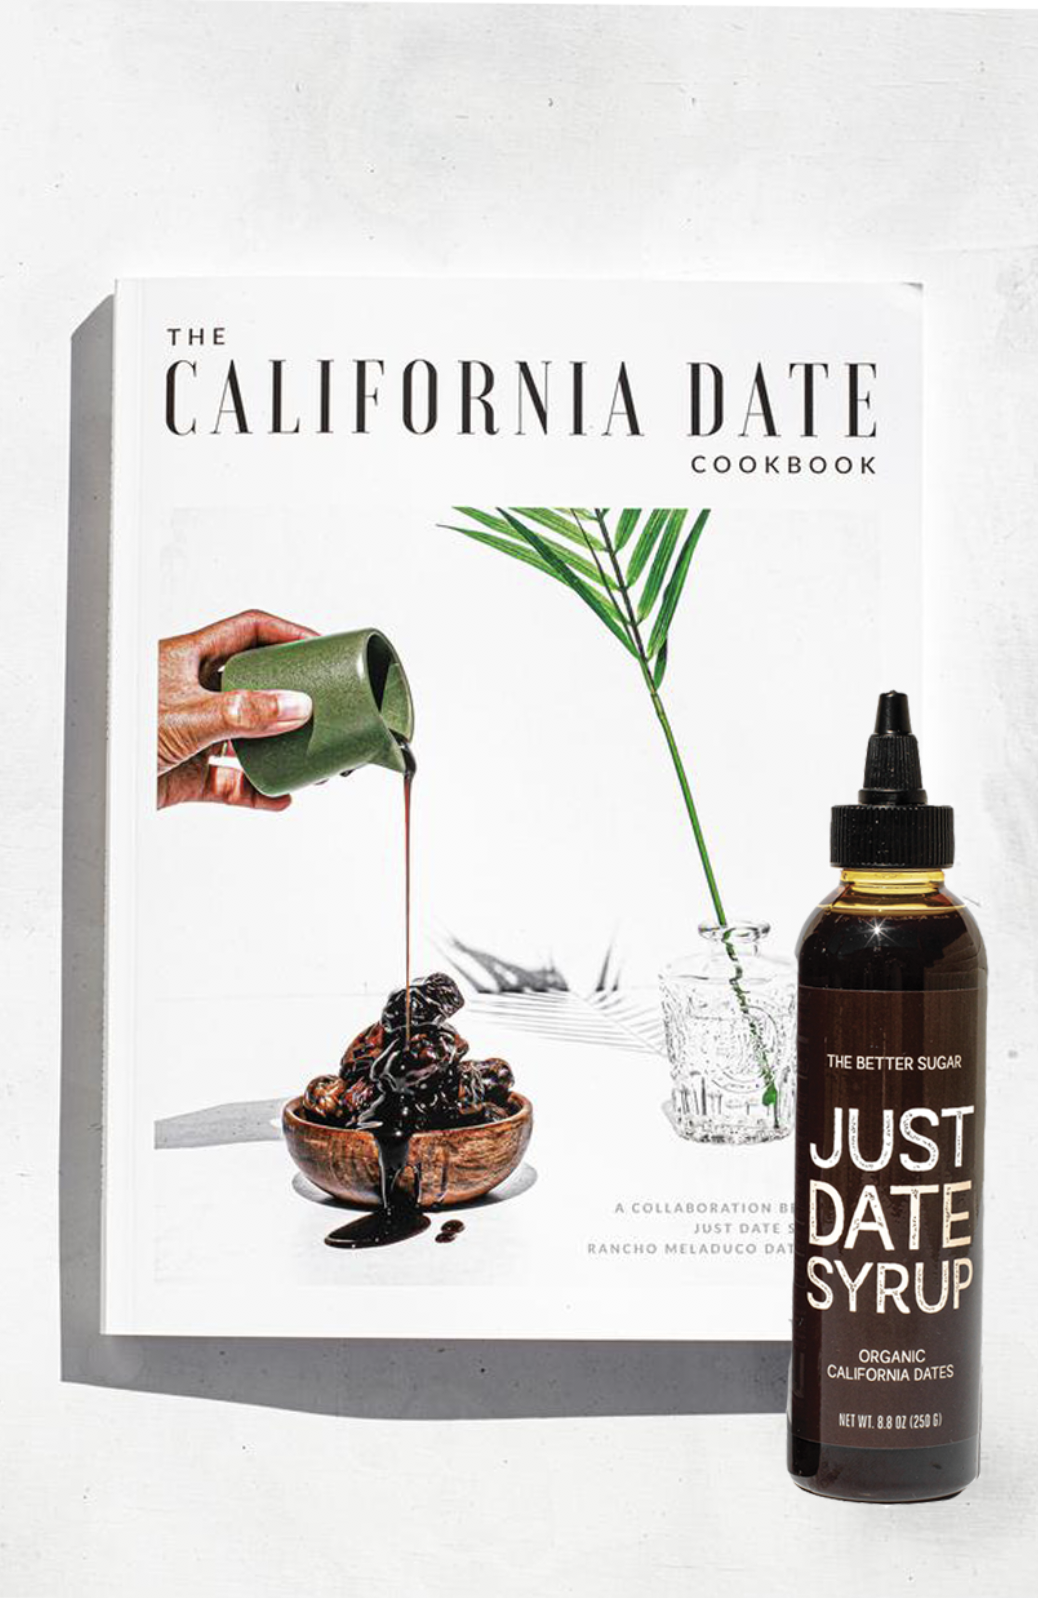 THE
CALIFORNIA DATE
COOKBOOK
A COLLABORATION
JUST DATE
RANCHO MELADUCO
THE BETTER SUGAR
JUST
DATE
SYRUP
ORGANIC
CALIFORNIA DATES
NET WT. 8.8 OZ (250 G)